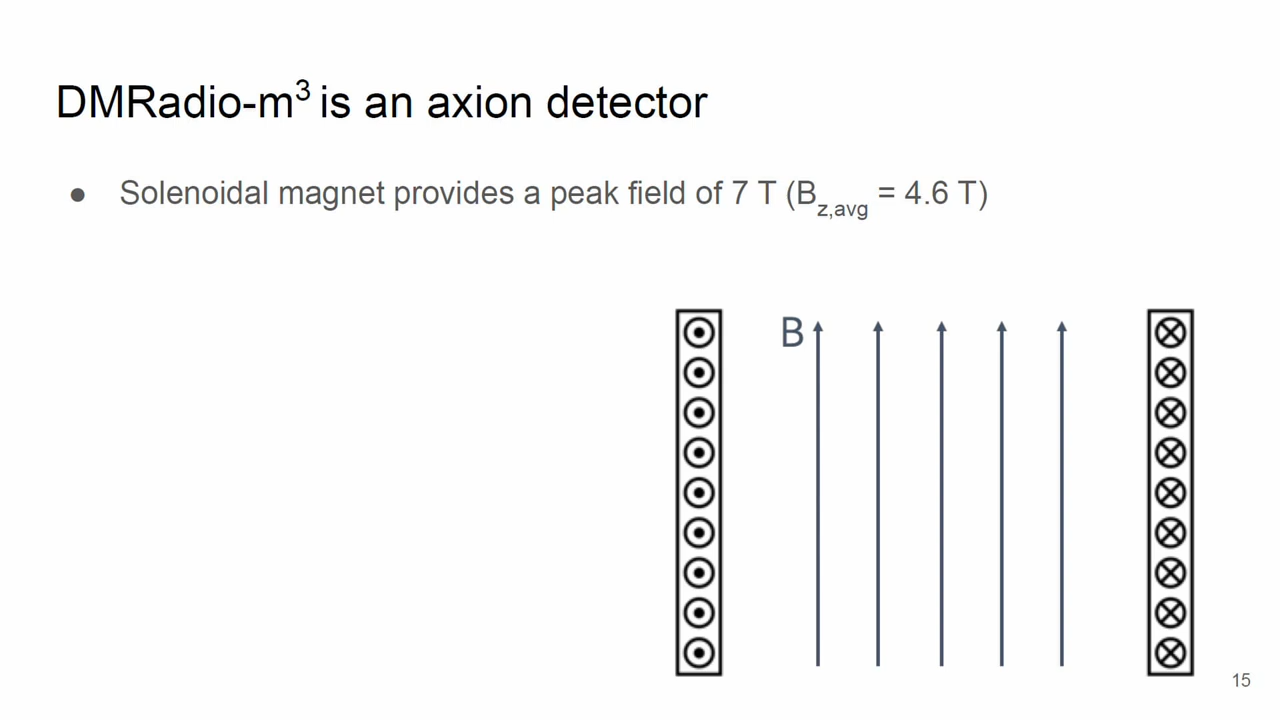 DMRadio-m³ is an axion detector
● Solenoidal magnet provides a peak field of 7 T (B_z,avg = 4.6 T)
B
15